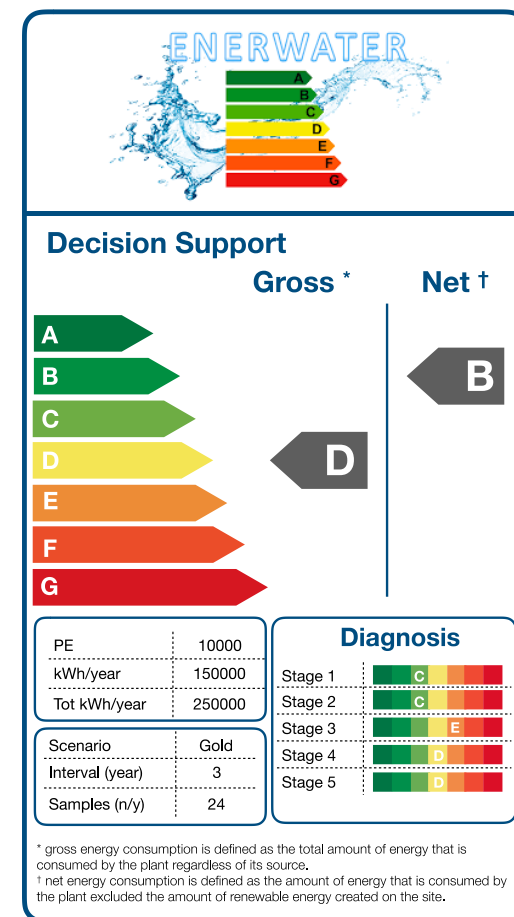 ENERWATER
A
B
C
D
E
F
G
Decision Support
Gross * Net †
A
B
C
D
E
F
G
B
D
PE 10000
kWh/year 150000
Tot kWh/year 250000
Scenario Gold
Interval (year) 3
Samples (n/y) 24
Diagnosis
Stage 1 C
Stage 2 C
Stage 3 E
Stage 4 D
Stage 5 D
* gross energy consumption is defined as the total amount of energy that is
consumed by the plant regardless of its source.
† net energy consumption is defined as the amount of energy that is consumed by
the plant excluded the amount of renewable energy created on the site.